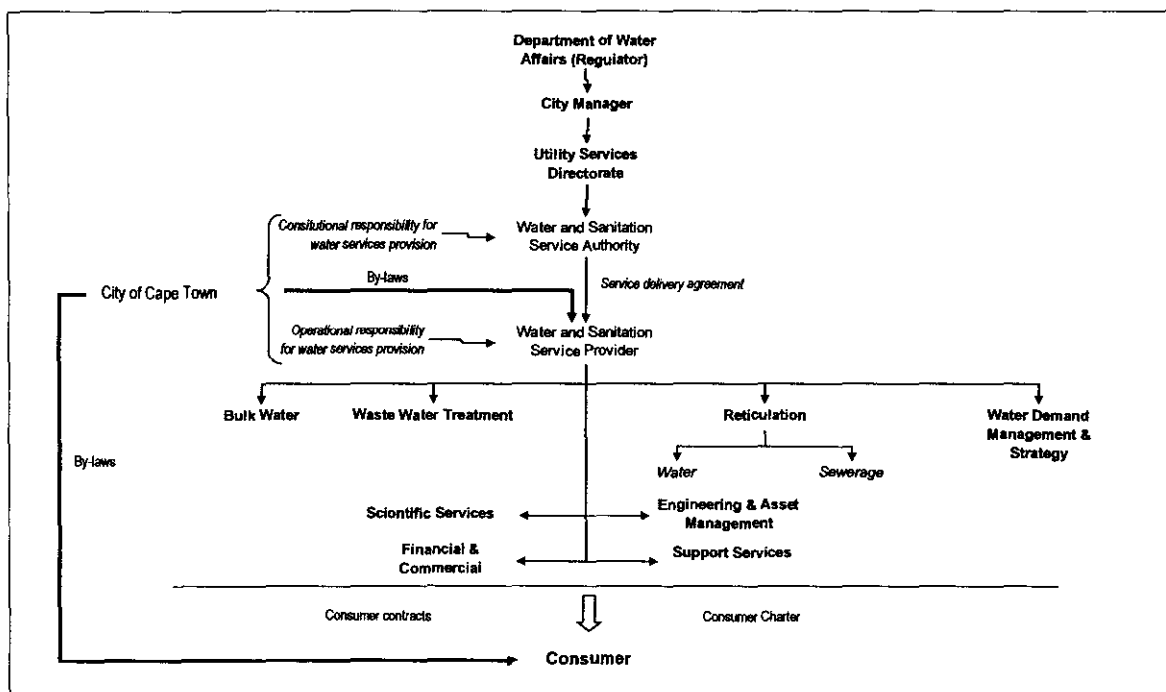 Department of Water
Affairs (Regulator)
City Manager
Utility Services
Directorate
Consitutional responsibility for
water services provision
Water and Sanitation
Service Authority
By-laws
Service delivery agreement
City of Cape Town
Operational responsibility
for water services provision
Water and Sanitation
Service Provider
Bulk Water
Waste Water Treatment
Reticulation
Water Demand
Management &
Strategy
By-laws
Water
Sewerage
Scientific Services
Engineering & Asset
Management
Financial &
Commercial
Support Services
Consumer contracts
Consumer Charter
Consumer